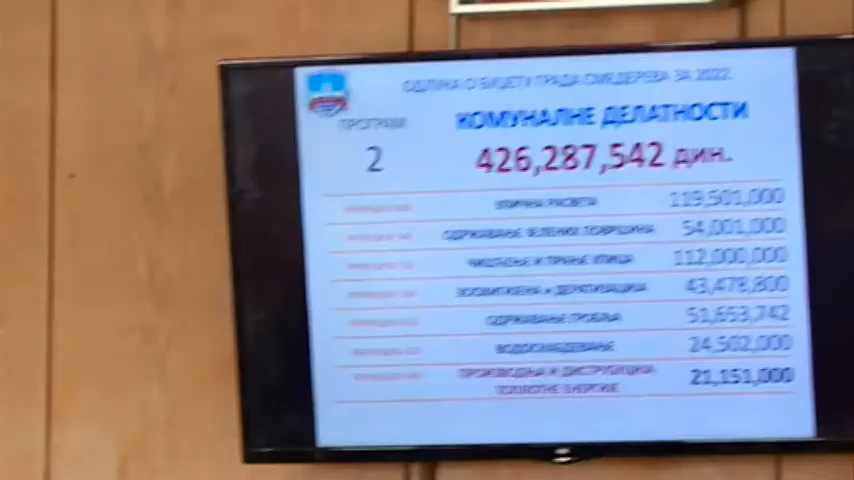 ОДЛУКА О БУЏЕТУ ГРАДА СМЕДЕРЕВА ЗА 2022
ПРОГРАМ
КОМУНАЛНЕ ДЕЛАТНОСТИ
2
426,287,542 дин.
УЛИЧНА РАСВЕТА 119,501,000
ОДРЖАВАЊЕ ЗЕЛЕНИХ ПОВРШИНА 54,001,000
ЧИШЋЕЊЕ И ПРАЊЕ УЛИЦА 112,000,000
ЗООХИГИЈЕНА и ДЕРАТИЗАЦИЈА 43,478,800
ОДРЖАВАЊЕ ГРОБЉА 51,653,742
ВОДОСНАБДЕВАЊЕ 24,502,000
ПРОИЗВОДЊА И ДИСТРИБУЦИЈА 21,151,000
ТОПЛОТНЕ ЕНЕРГИЈЕ